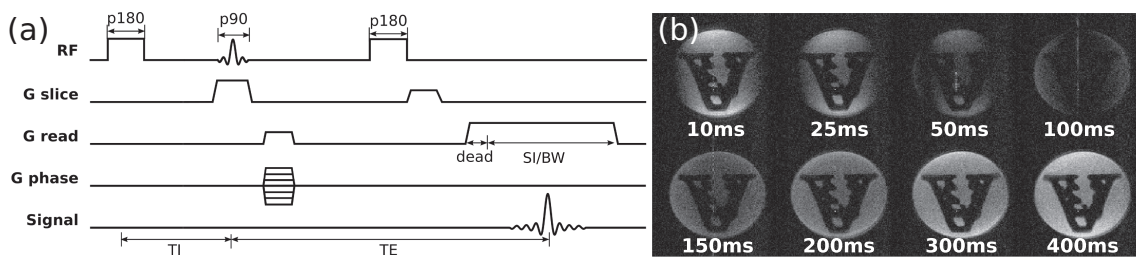 (a)
p180 p90 p180
RF
G slice
G read
dead SI/BW
G phase
Signal
TI TE
(b)
10ms 25ms 50ms 100ms
150ms 200ms 300ms 400ms